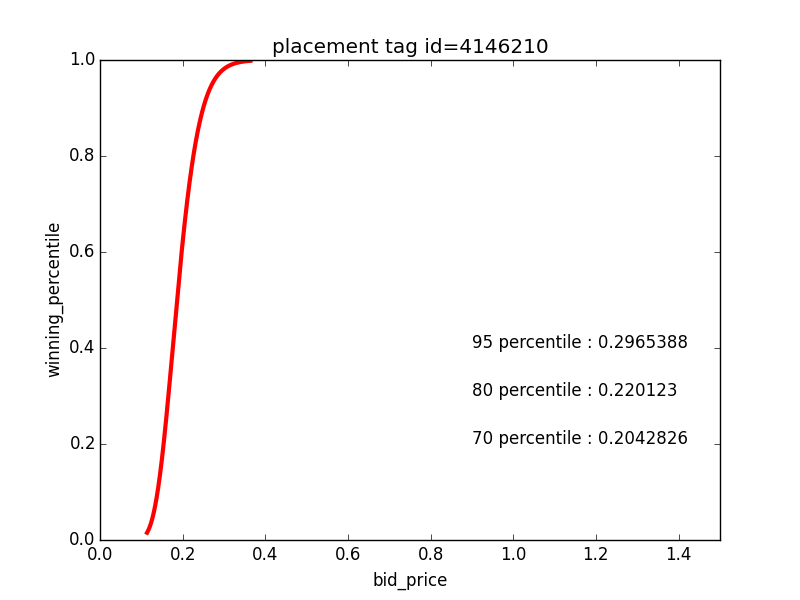 placement tag id=4146210
1.0
0.8
0.6
0.4
0.2
0.0
winning_percentile
95 percentile : 0.2965388
80 percentile : 0.220123
70 percentile : 0.2042826
0.0 0.2 0.4 0.6 0.8 1.0 1.2 1.4
bid_price